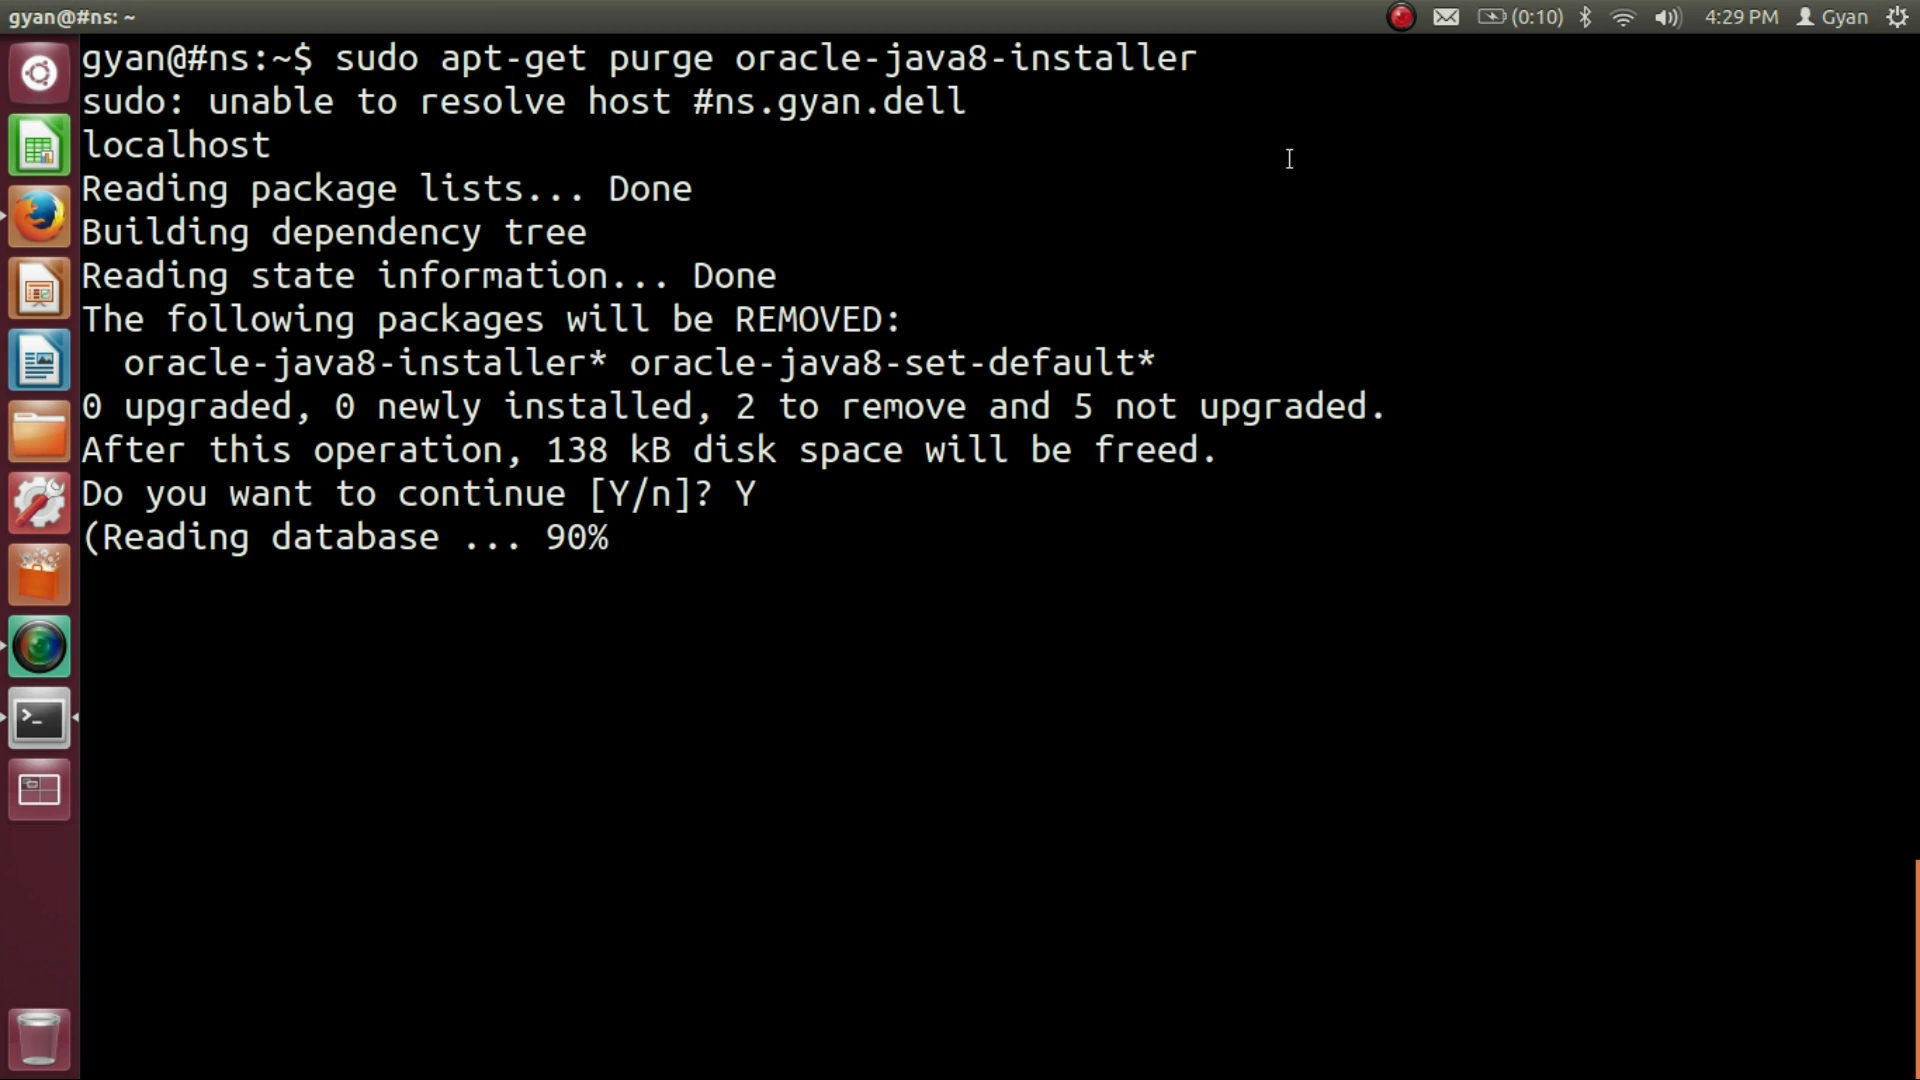 gyan@#ns: ~
(0:10)
4:29 PM
Gyan
gyan@#ns:~$ sudo apt-get purge oracle-java8-installer
sudo: unable to resolve host #ns.gyan.dell
localhost
Reading package lists... Done
Building dependency tree
Reading state information... Done
The following packages will be REMOVED:
  oracle-java8-installer* oracle-java8-set-default*
0 upgraded, 0 newly installed, 2 to remove and 5 not upgraded.
After this operation, 138 kB disk space will be freed.
Do you want to continue [Y/n]? Y
(Reading database ... 90%